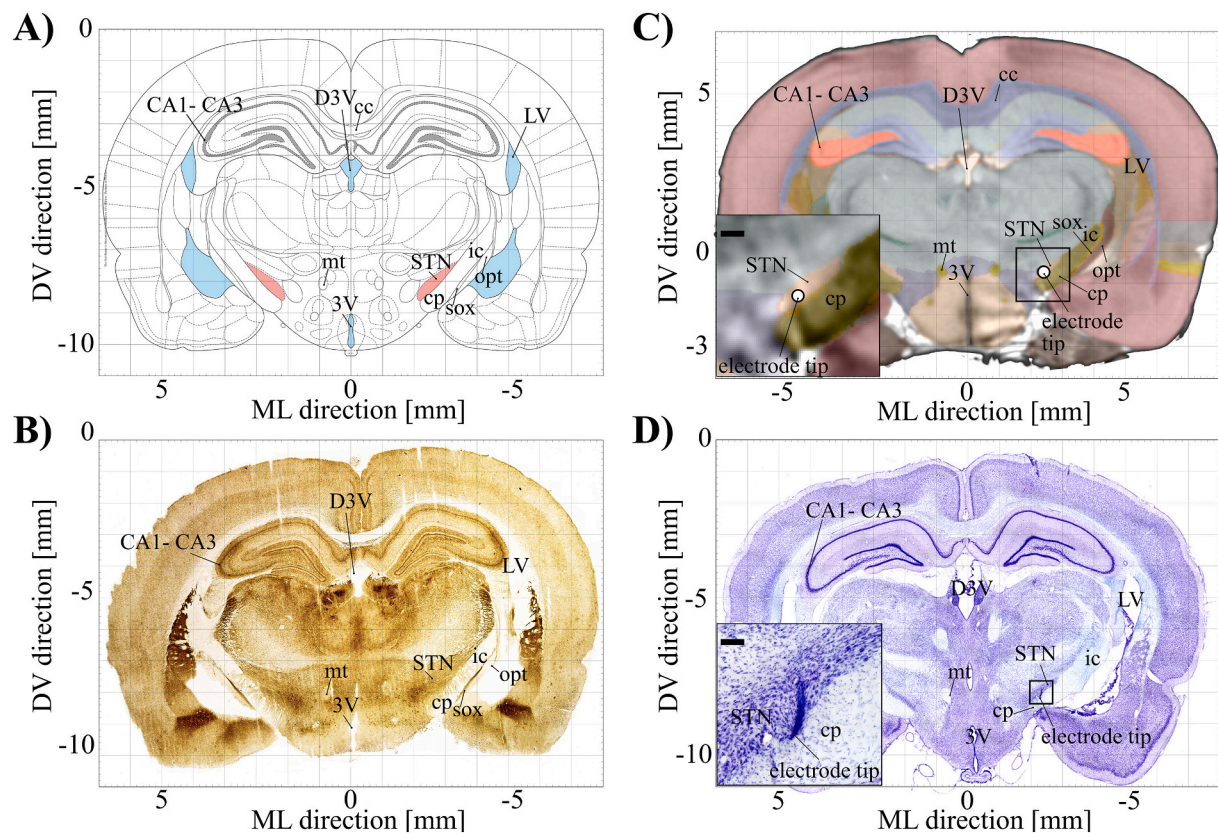 A)
0
-5
-10
DV direction [mm]
CA1- CA3
D3V
cc
LV
mt
STN
ic
opt
cp
sox
3V
5
0
-5
ML direction [mm]
C)
5
0
-3
DV direction [mm]
CA1- CA3
D3V
cc
LV
STN
sox
ic
opt
cp
mt
3V
electrode
tip
STN
cp
electrode tip
5
0
5
ML direction [mm]
B)
0
-5
-10
DV direction [mm]
CA1- CA3
D3V
LV
mt
STN
ic
opt
cp
sox
3V
5
0
-5
ML direction [mm]
D)
0
-5
-10
DV direction [mm]
CA1- CA3
D3V
LV
STN
ic
mt
cp
3V
electrode tip
STN
cp
electrode tip
5
0
-5
ML direction [mm]